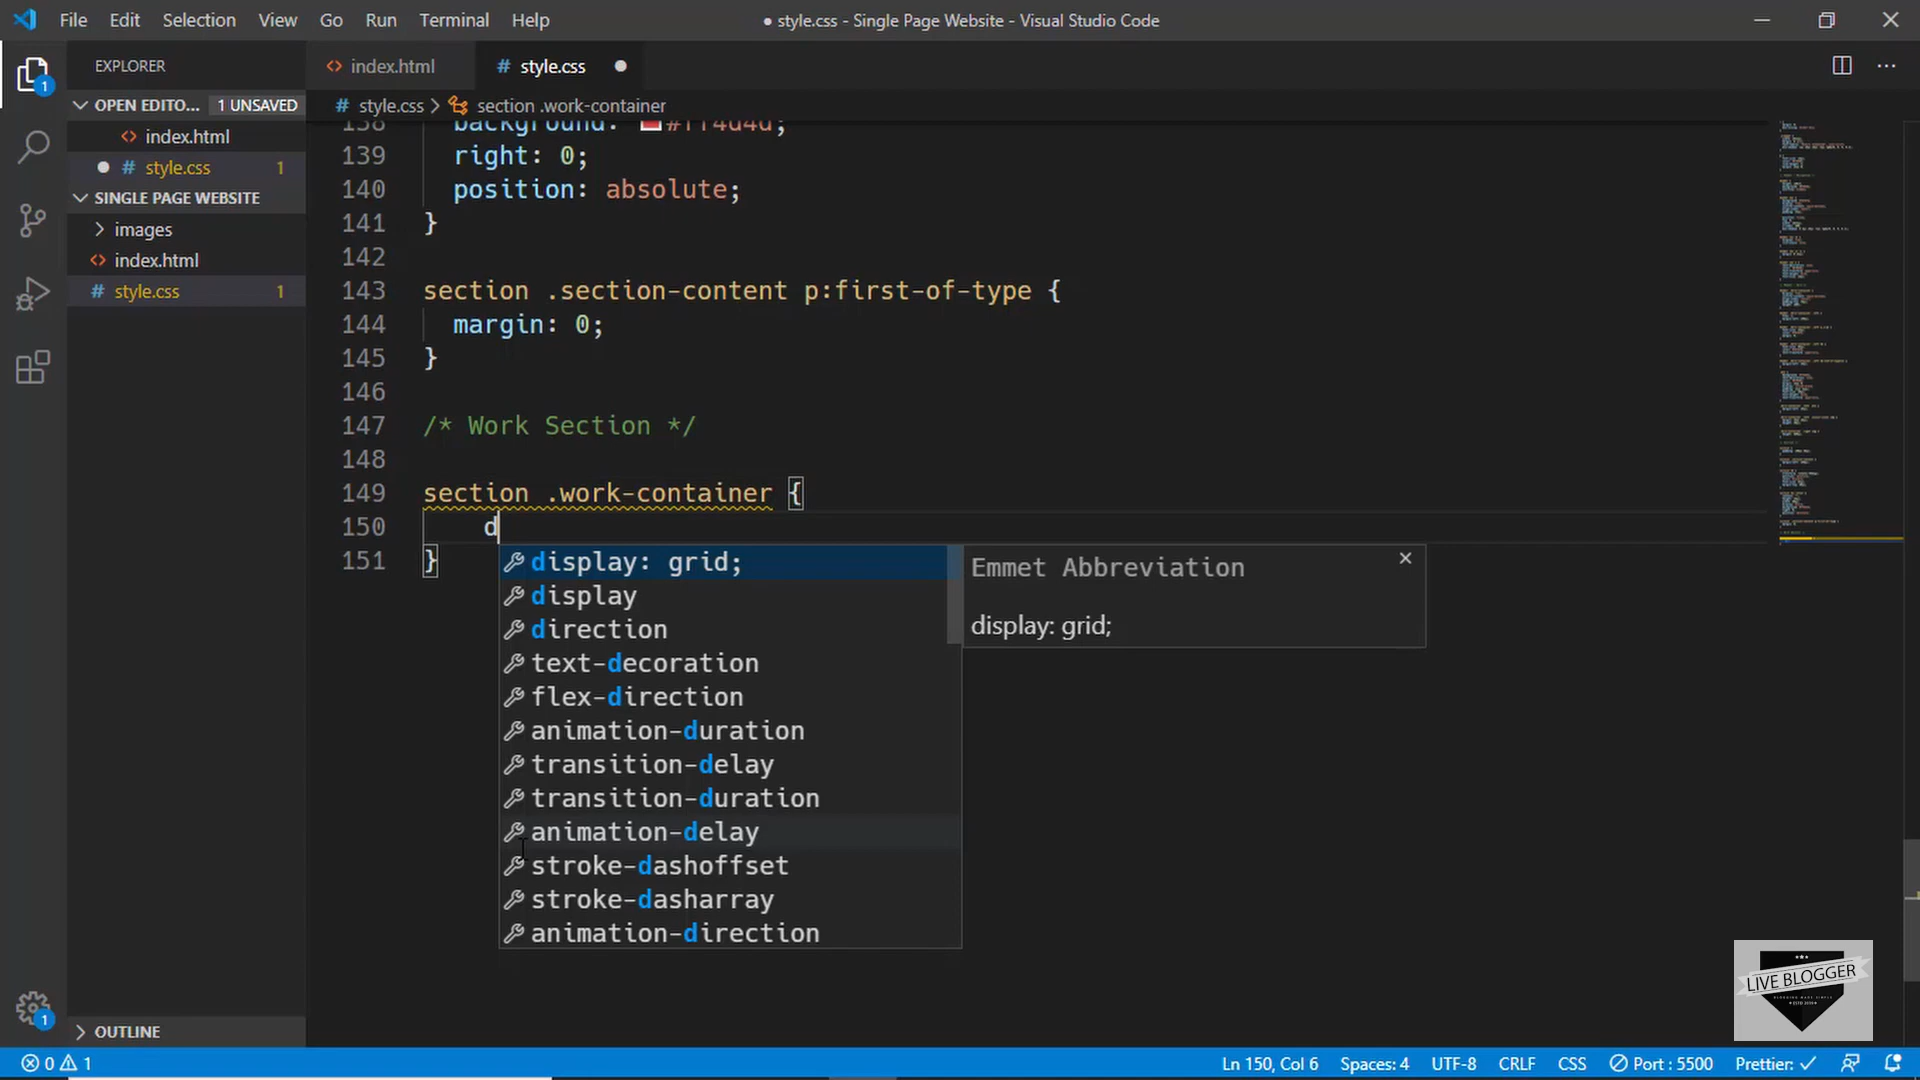 File Edit Selection View Go Run Terminal Help
● style.css - Single Page Website - Visual Studio Code
EXPLORER
index.html
# style.css ●
OPEN EDITO... 1 UNSAVED
# style.css > section .work-container
index.html
# style.css 1
SINGLE PAGE WEBSITE
images
index.html
# style.css 1
138 background: #ff4d4d;
139 right: 0;
140 position: absolute;
141 }
142
143 section .section-content p:first-of-type {
144 margin: 0;
145 }
146
147 /* Work Section */
148
149 section .work-container {
150 d
151 }
display: grid;
display
direction
text-decoration
flex-direction
animation-duration
transition-delay
transition-duration
animation-delay
stroke-dashoffset
stroke-dasharray
animation-direction
Emmet Abbreviation
display: grid;
1
1
OUTLINE
LIVE BLOGGER
0 1
Ln 150, Col 6 Spaces: 4 UTF-8 CRLF CSS Port : 5500 Prettier: ✓